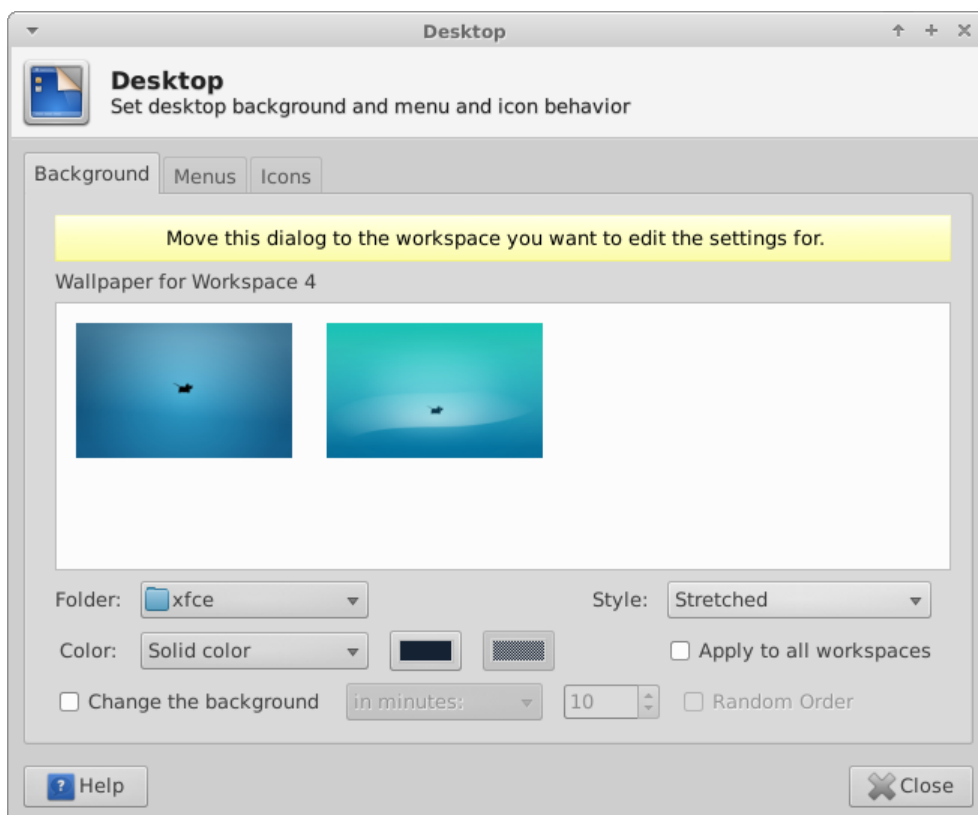 Desktop
Desktop
Set desktop background and menu and icon behavior
Background Menus Icons
Move this dialog to the workspace you want to edit the settings for.
Wallpaper for Workspace 4
Folder: xfce Style: Stretched
Color: Solid color Apply to all workspaces
Change the background in minutes: 10 Random Order
? Help Close